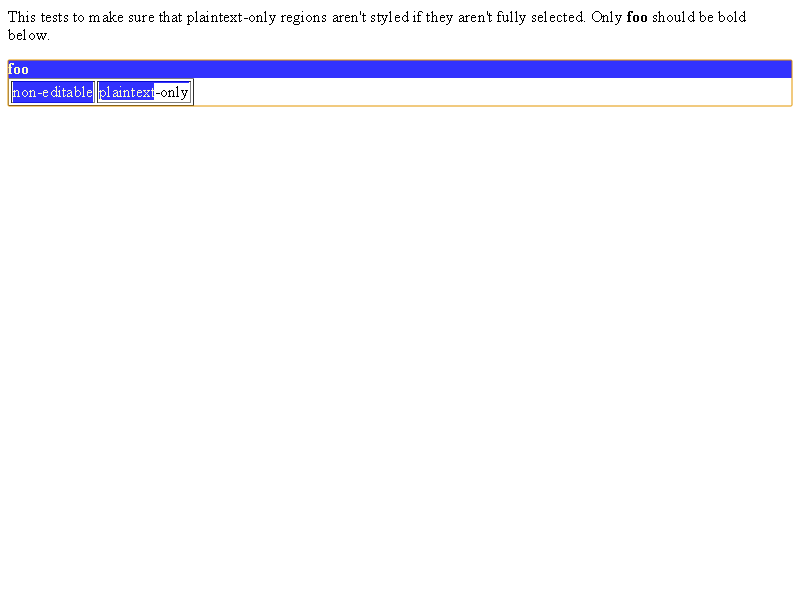 This tests to make sure that plaintext-only regions aren't styled if they aren't fully selected. Only foo should be bold
below.
foo
non-editable plaintext-only